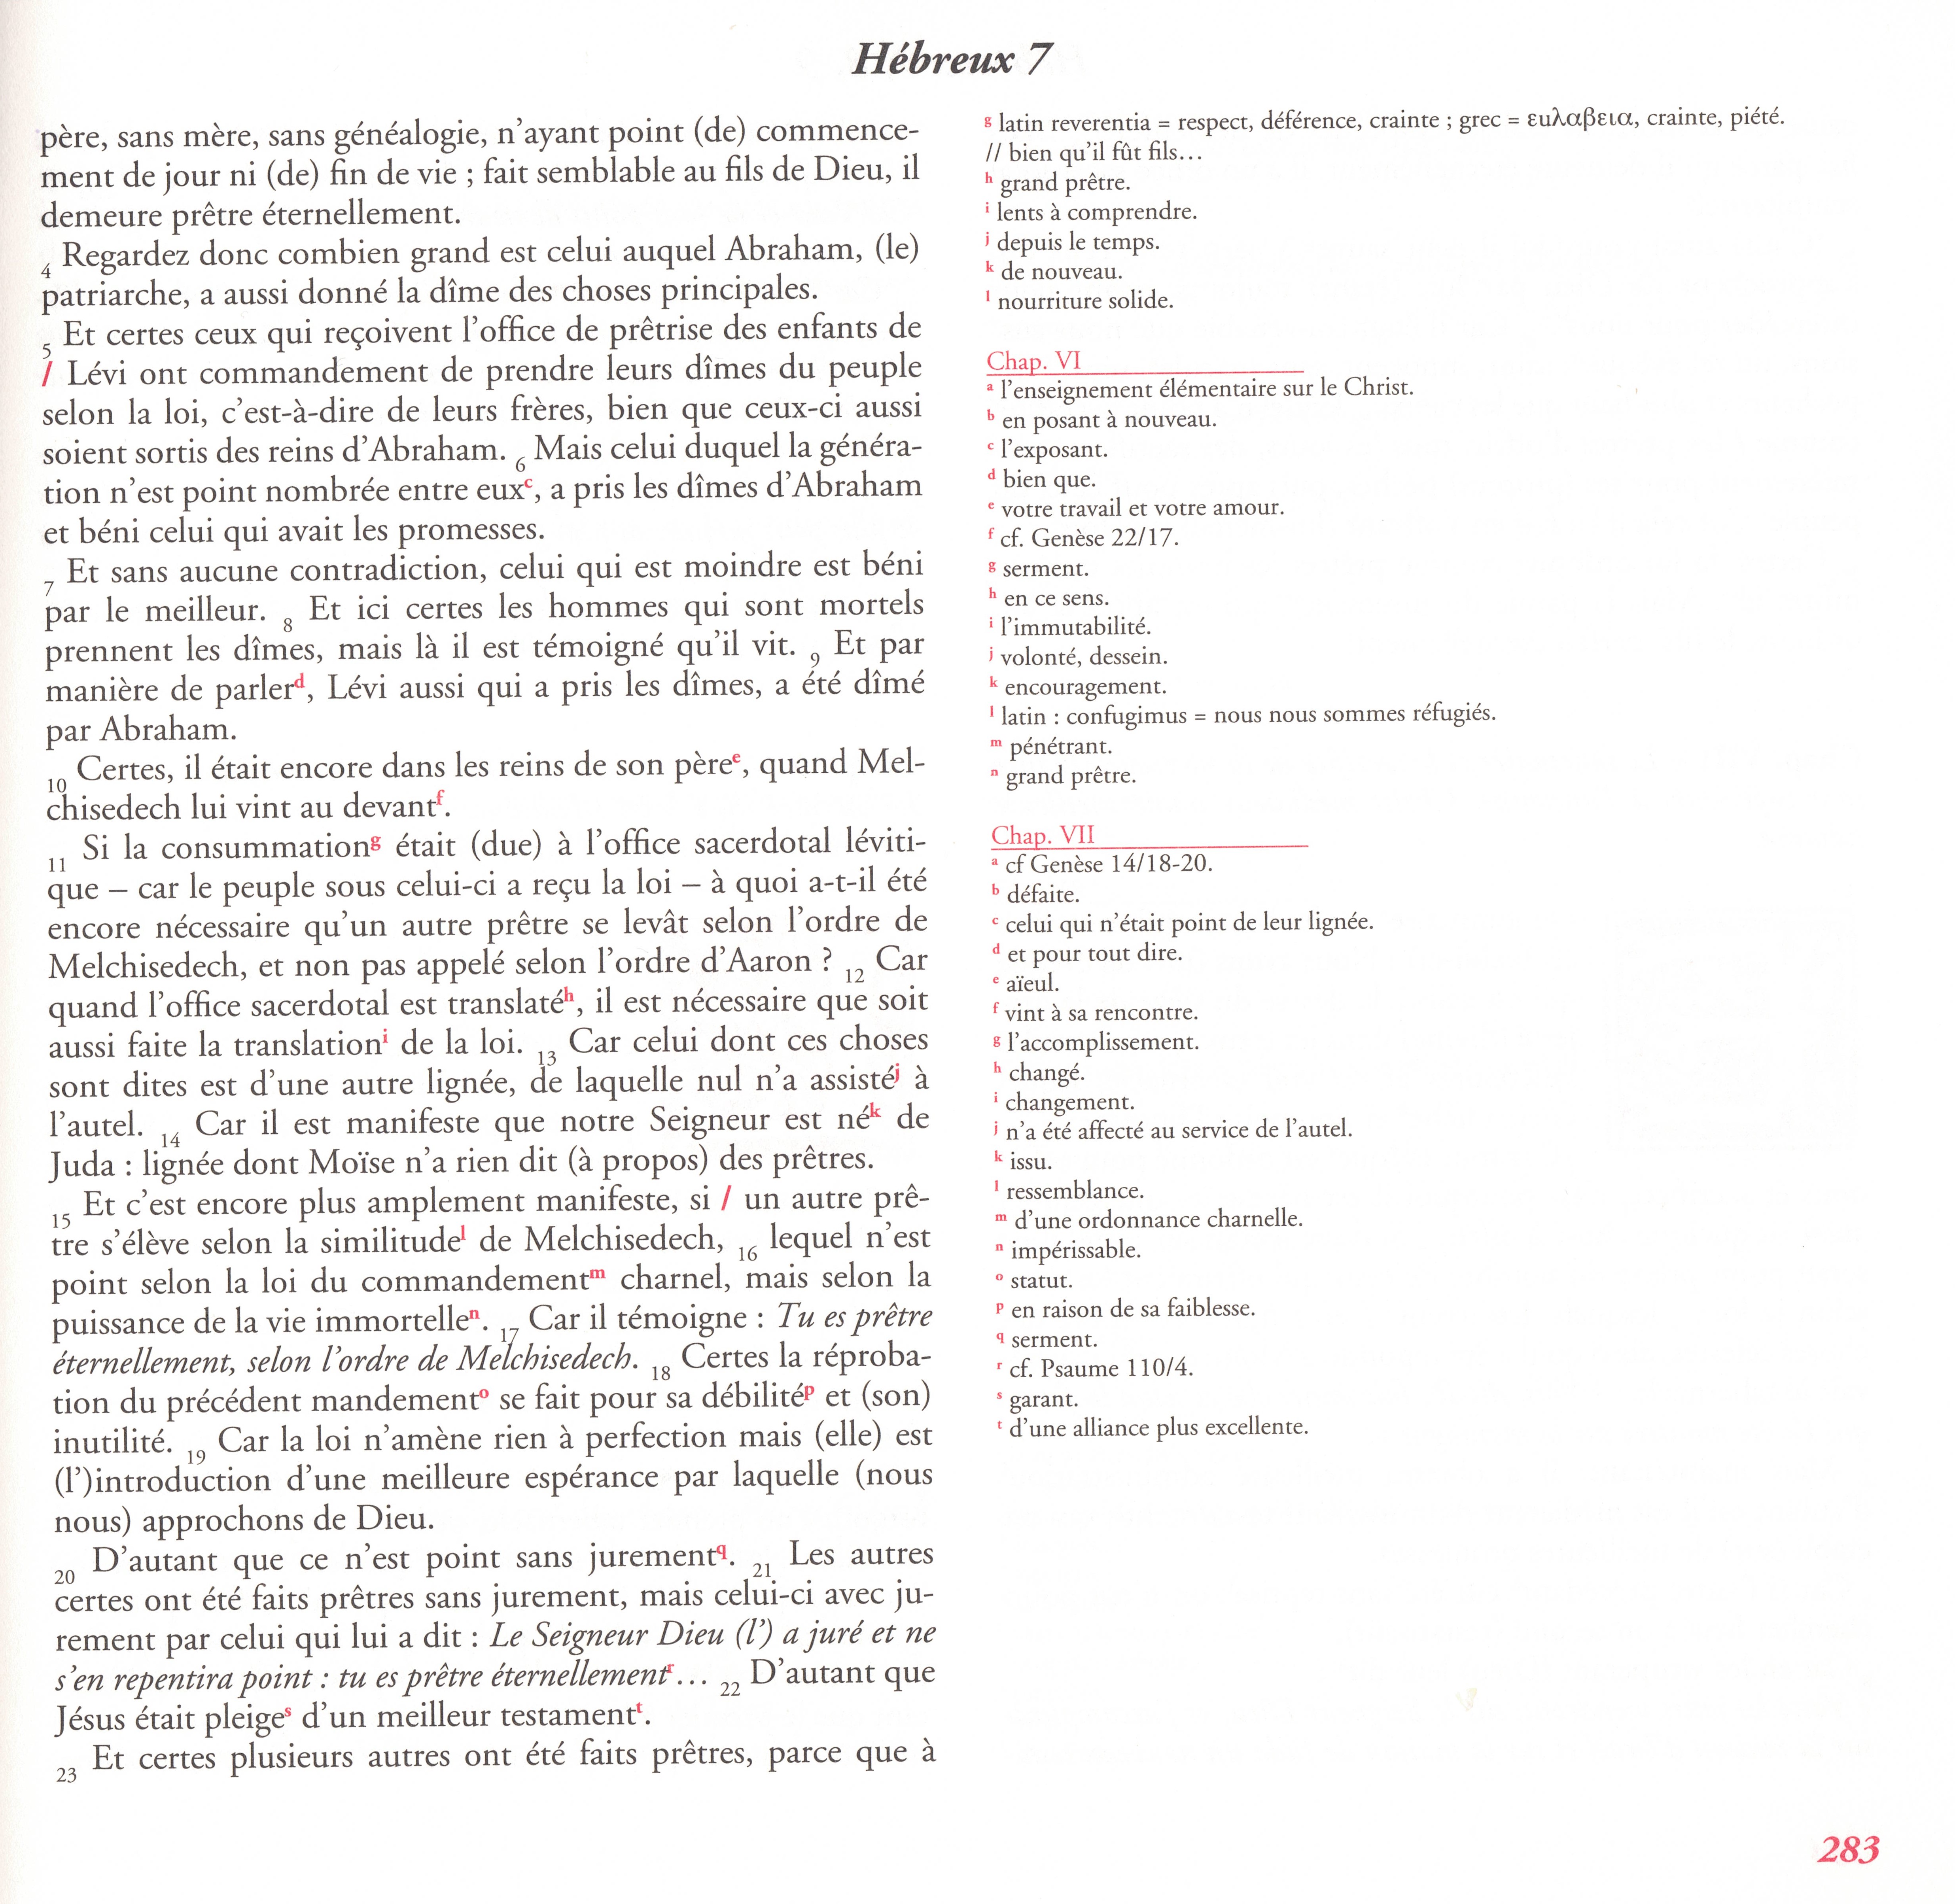 Hébreux 7
père, sans mère, sans généalogie, n’ayant point (de) commence-
ment de jour ni (de) fin de vie ; fait semblable au fils de Dieu, il
demeure prêtre éternellement.
4 Regardez donc combien grand est celui auquel Abraham, (le)
patriarche, a aussi donné la dîme des choses principales.
5 Et certes ceux qui reçoivent l’office de prêtrise des enfants de
/ Lévi ont commandement de prendre leurs dîmes du peuple
selon la loi, c’est-à-dire de leurs frères, bien que ceux-ci aussi
soient sortis des reins d’Abraham. 6 Mais celui duquel la généra-
tion n’est point nombrée entre eux^c, a pris les dîmes d’Abraham
et béni celui qui avait les promesses.
7 Et sans aucune contradiction, celui qui est moindre est béni
par le meilleur. 8 Et ici certes les hommes qui sont mortels
prennent les dîmes, mais là il est témoigné qu’il vit. 9 Et par
manière de parler^d, Lévi aussi qui a pris les dîmes, a été dîmé
par Abraham.
10 Certes, il était encore dans les reins de son père^e, quand Mel-
chisedech lui vint au devant^f.
11 Si la consummation^g était (due) à l’office sacerdotal léviti-
que – car le peuple sous celui-ci a reçu la loi – à quoi a-t-il été
encore nécessaire qu’un autre prêtre se levât selon l’ordre de
Melchisedech, et non pas appelé selon l’ordre d’Aaron ? 12 Car
quand l’office sacerdotal est translaté^h, il est nécessaire que soit
aussi faite la translation^i de la loi. 13 Car celui dont ces choses
sont dites est d’une autre lignée, de laquelle nul n’a assisté^j à
l’autel. 14 Car il est manifeste que notre Seigneur est né^k de
Juda : lignée dont Moïse n’a rien dit (à propos) des prêtres.
15 Et c’est encore plus amplement manifeste, si / un autre prê-
tre s’élève selon la similitude^l de Melchisedech, 16 lequel n’est
point selon la loi du commandement^m charnel, mais selon la
puissance de la vie immortelle^n. 17 Car il témoigne : Tu es prêtre
éternellement, selon l’ordre de Melchisedech. 18 Certes la réproba-
tion du précédent mandement^o se fait pour sa débilité^p et (son)
inutilité. 19 Car la loi n’amène rien à perfection mais (elle) est
(l’)introduction d’une meilleure espérance par laquelle (nous
nous) approchons de Dieu.
20 D’autant que ce n’est point sans jurement^q. 21 Les autres
certes ont été faits prêtres sans jurement, mais celui-ci avec ju-
rement par celui qui lui a dit : Le Seigneur Dieu (l’) a juré et ne
s’en repentira point : tu es prêtre éternellement^r… 22 D’autant que
Jésus était pleige^s d’un meilleur testament^t.
23 Et certes plusieurs autres ont été faits prêtres, parce que à
g latin reverentia = respect, déférence, crainte ; grec = ευλαβεια, crainte, piété.
// bien qu’il fût fils…
h grand prêtre.
i lents à comprendre.
j depuis le temps.
k de nouveau.
l nourriture solide.
Chap. VI
a l’enseignement élémentaire sur le Christ.
b en posant à nouveau.
c l’exposant.
d bien que.
e votre travail et votre amour.
f cf. Genèse 22/17.
g serment.
h en ce sens.
i l’immutabilité.
j volonté, dessein.
k encouragement.
l latin : confugimus = nous nous sommes réfugiés.
m pénétrant.
n grand prêtre.
Chap. VII
a cf Genèse 14/18-20.
b défaite.
c celui qui n’était point de leur lignée.
d et pour tout dire.
e aïeul.
f vint à sa rencontre.
g l’accomplissement.
h changé.
i changement.
j n’a été affecté au service de l’autel.
k issu.
l ressemblance.
m d’une ordonnance charnelle.
n impérissable.
o statut.
p en raison de sa faiblesse.
q serment.
r cf. Psaume 110/4.
s garant.
t d’une alliance plus excellente.
283